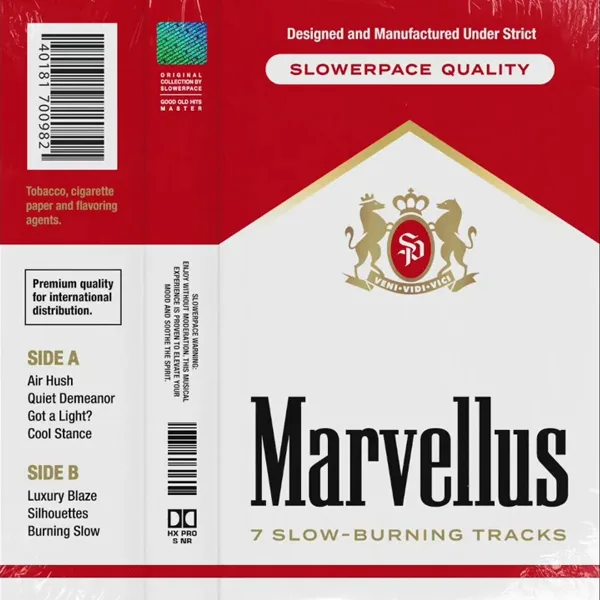 40181 700982
Tobacco, cigarette
paper and flavoring
agents.
Premium quality
for international
distribution.
SIDE A
Air Hush
Quiet Demeanor
Got a Light?
Cool Stance
SIDE B
Luxury Blaze
Silhouettes
Burning Slow
ORIGINAL
COLLECTION BY
SLOWERPACE
GOOD OLD HITS
MASTER
SLOWERPACE WARNING:
ENJOY WITHOUT MODERATION. THIS MUSICAL
EXPERIENCE IS PROVEN TO ELEVATE YOUR
MOOD AND SOOTHE THE SPIRIT.
HX PRO
S NR
Designed and Manufactured Under Strict
SLOWERPACE QUALITY
SP
VENI·VIDI·VICI
Marvellus
7 SLOW-BURNING TRACKS